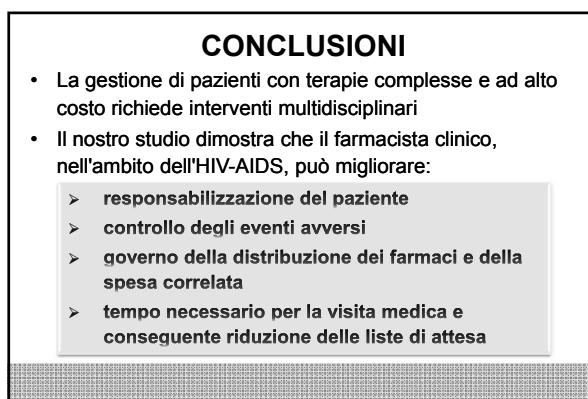 CONCLUSIONI
• La gestione di pazienti con terapie complesse e ad alto
costo richiede interventi multidisciplinari
• Il nostro studio dimostra che il farmacista clinico,
nell'ambito dell'HIV-AIDS, può migliorare:
➢ responsabilizzazione del paziente
➢ controllo degli eventi avversi
➢ governo della distribuzione dei farmaci e della
spesa correlata
➢ tempo necessario per la visita medica e
conseguente riduzione delle liste di attesa